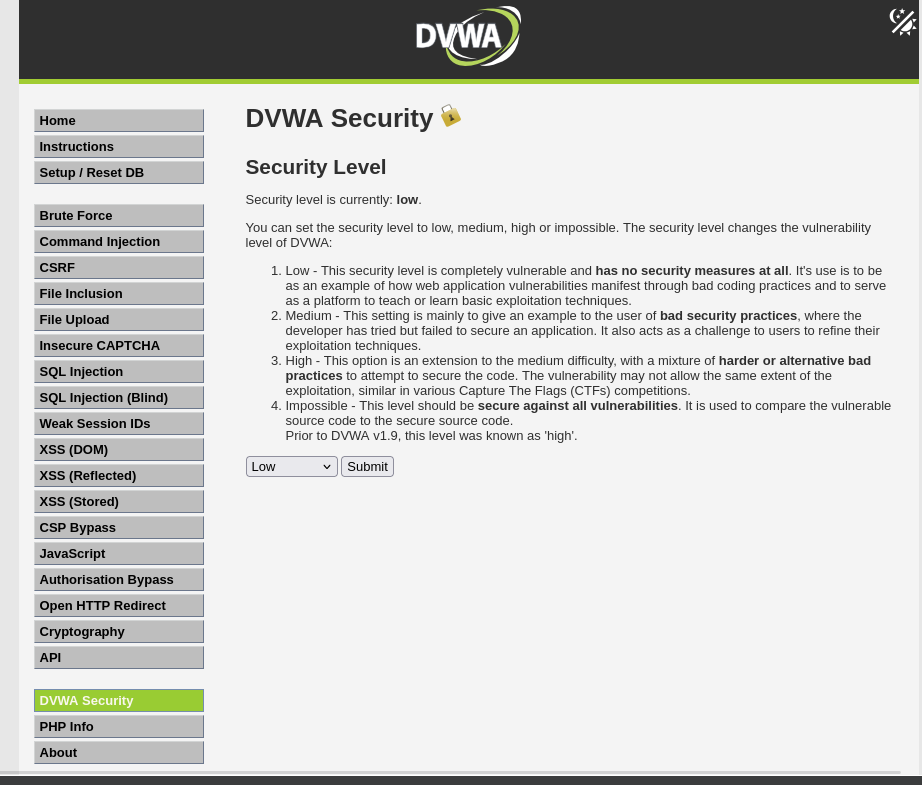 DVWA
Home
Instructions
Setup / Reset DB
Brute Force
Command Injection
CSRF
File Inclusion
File Upload
Insecure CAPTCHA
SQL Injection
SQL Injection (Blind)
Weak Session IDs
XSS (DOM)
XSS (Reflected)
XSS (Stored)
CSP Bypass
JavaScript
Authorisation Bypass
Open HTTP Redirect
Cryptography
API
DVWA Security
PHP Info
About
DVWA Security
Security Level
Security level is currently: low.
You can set the security level to low, medium, high or impossible. The security level changes the vulnerability
level of DVWA:
1. Low - This security level is completely vulnerable and has no security measures at all. It's use is to be
as an example of how web application vulnerabilities manifest through bad coding practices and to serve
as a platform to teach or learn basic exploitation techniques.
2. Medium - This setting is mainly to give an example to the user of bad security practices, where the
developer has tried but failed to secure an application. It also acts as a challenge to users to refine their
exploitation techniques.
3. High - This option is an extension to the medium difficulty, with a mixture of harder or alternative bad
practices to attempt to secure the code. The vulnerability may not allow the same extent of the
exploitation, similar in various Capture The Flags (CTFs) competitions.
4. Impossible - This level should be secure against all vulnerabilities. It is used to compare the vulnerable
source code to the secure source code.
Prior to DVWA v1.9, this level was known as 'high'.
Low Submit